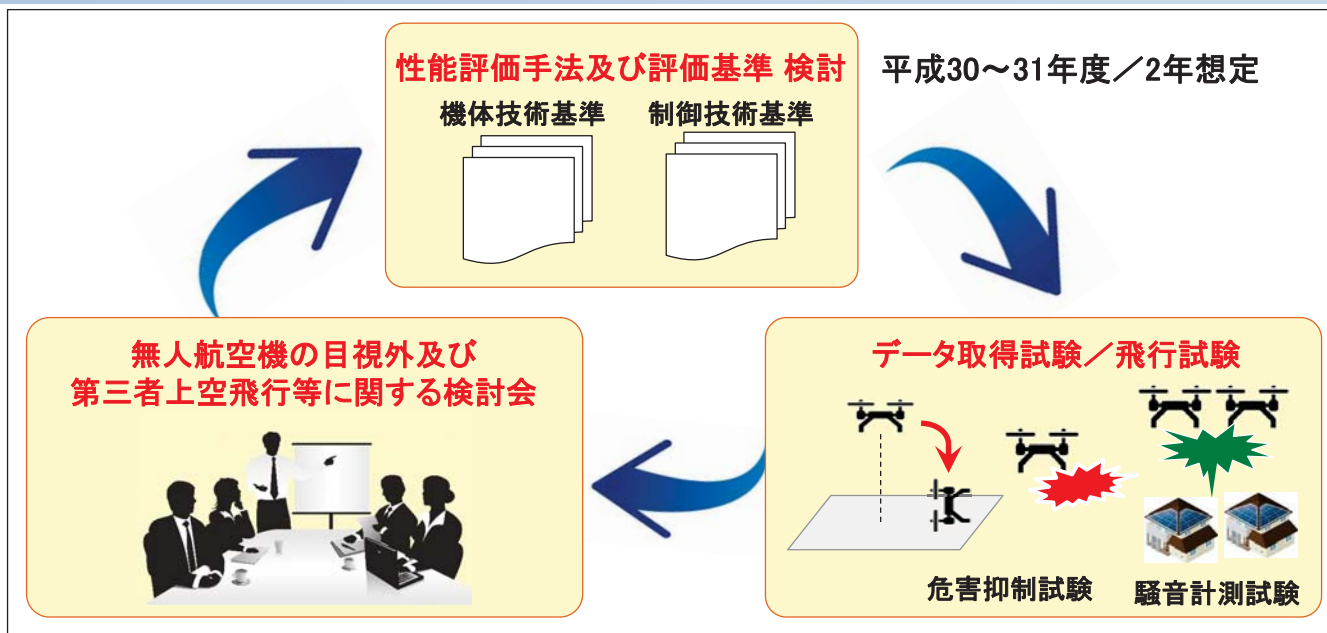 性能評価手法及び評価基準 検討
平成30～31年度／2年想定
機体技術基準 制御技術基準
データ取得試験／飛行試験
危害抑制試験
騒音計測試験
無人航空機の目視外及び
第三者上空飛行等に関する検討会